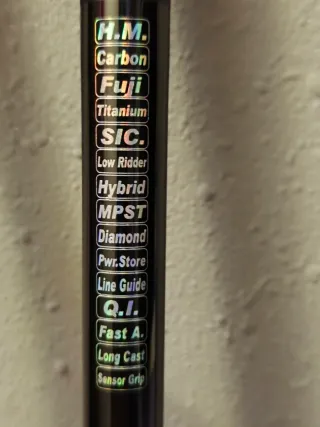 H.M.
Carbon
Fuji
Titanium
SIC.
Low Ridder
Hybrid
MPST
Diamond
Pwr.Store
Line Guide
Q.I.
Fast A.
Long Cast
Sensor Grip